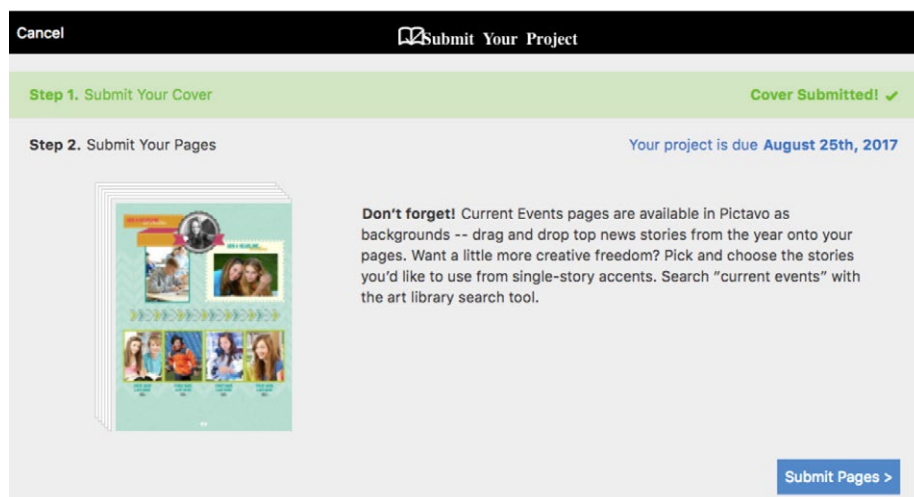 Cancel
Submit Your Project
Step 1. Submit Your Cover
Cover Submitted!
Step 2. Submit Your Pages
Your project is due August 25th, 2017
Don't forget! Current Events pages are available in Pictavo as
backgrounds -- drag and drop top news stories from the year onto your
pages. Want a little more creative freedom? Pick and choose the stories
you'd like to use from single-story accents. Search "current events" with
the art library search tool.
Submit Pages >